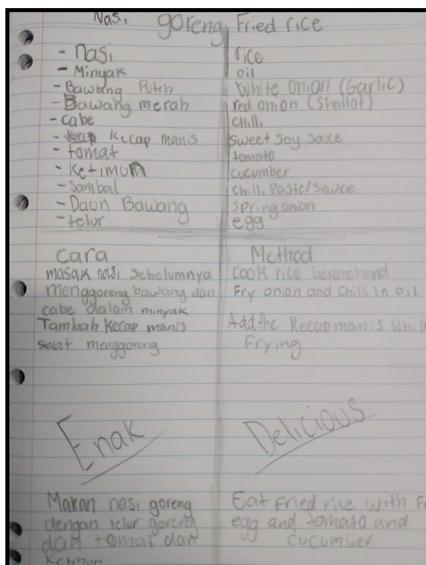 Nasi goreng Fried rice
- nasi rice
- Minyak oil
- Bawang Putih White onion (Garlic)
- Bawang merah red onion (Shallot)
- cabe chilli
- Kecap manis Sweet Soy Sauce
- tomat tomato
- Ketimun cucumber
- Sambal Chilli Paste/Sauce
- Daun Bawang Spring onion
- telur egg
Cara Method
masak nasi sebelumnya Cook rice beforehand
menggoreng bawang dan Fry onion and chilli in oil
cabe dalam minyak
Tambah Kecap manis Add the Kecap manis While
saat menggoreng Frying
Enak Delicious
Makan nasi goreng Eat Fried rice with
dengan telur goreng egg and tomato and
dan tomat dan cucumber